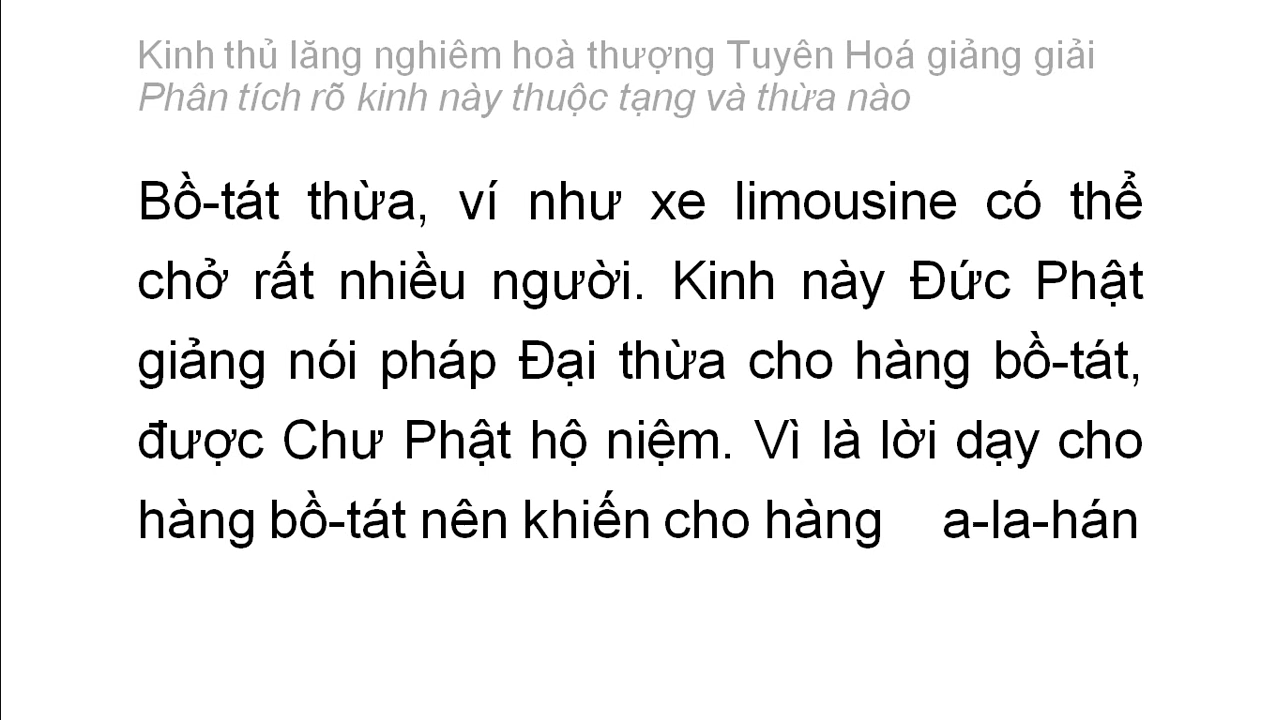 Kinh thủ lăng nghiêm hoà thượng Tuyên Hoá giảng giải
Phân tích rõ kinh này thuộc tạng và thừa nào
Bồ-tát thừa, ví như xe limousine có thể
chở rất nhiều người. Kinh này Đức Phật
giảng nói pháp Đại thừa cho hàng bồ-tát,
được Chư Phật hộ niệm. Vì là lời dạy cho
hàng bồ-tát nên khiến cho hàng a-la-hán